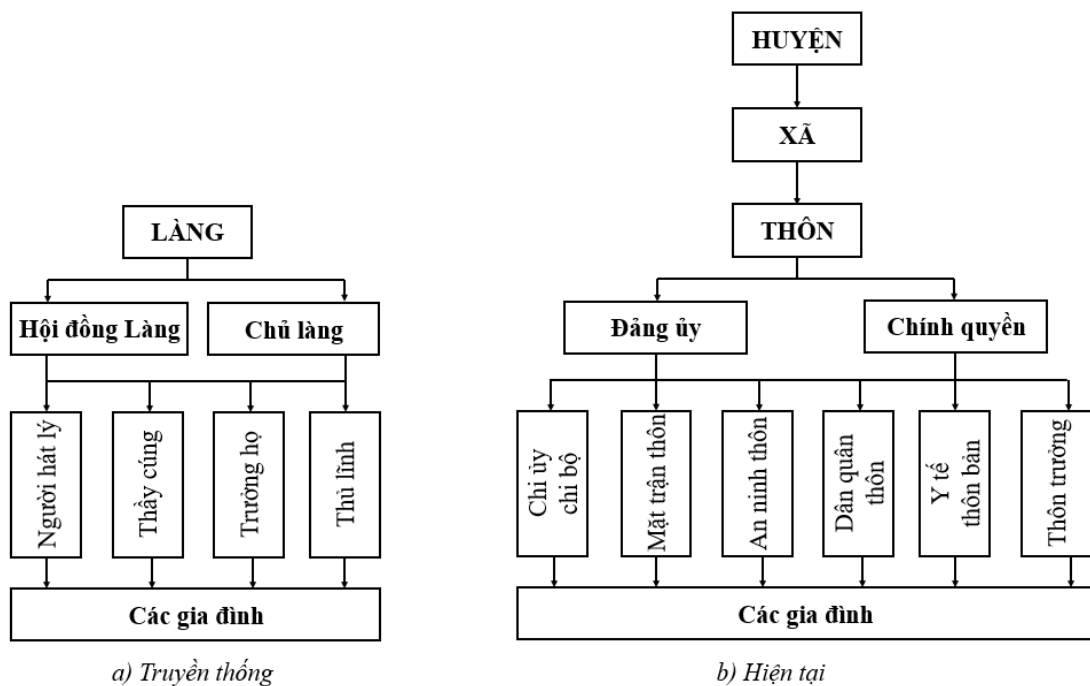 LÀNG
Hội đồng Làng
Chủ làng
Người hát lý
Thầy cúng
Trưởng họ
Thủ lĩnh
Các gia đình
a) Truyền thống
HUYỆN
XÃ
THÔN
Đảng ủy
Chính quyền
Chi ủy
chi bộ
Mặt trận thôn
An ninh thôn
Dân quân
thôn
Y tế
thôn bản
Thôn trưởng
Các gia đình
b) Hiện tại